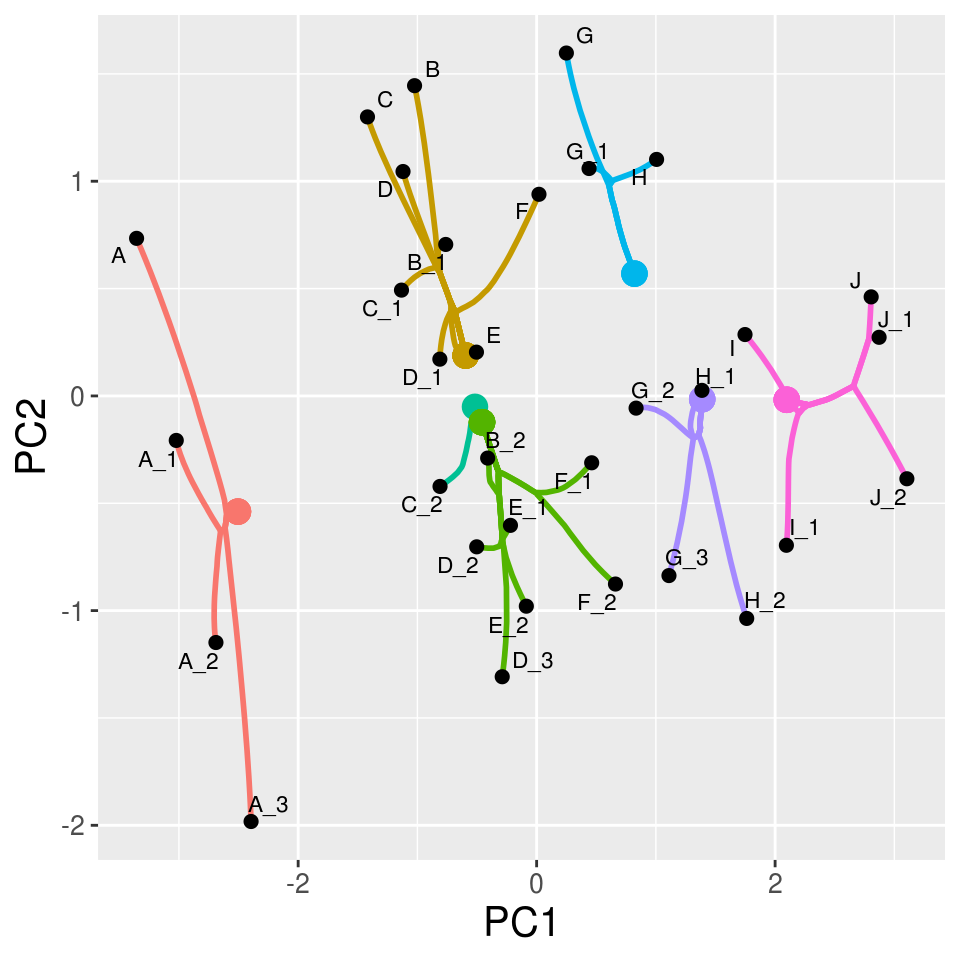 G
B
C
G_1
H
D
F
A
B_1
J
C_1
J_1
E
I
D_1
H_1
G_2
B_2
A_1
F_1
J_2
C_2
E_1
I_1
D_2
G_3
F_2
H_2
E_2
A_2
D_3
A_3
1
0
-1
-2
-2
0
2
PC1
PC2